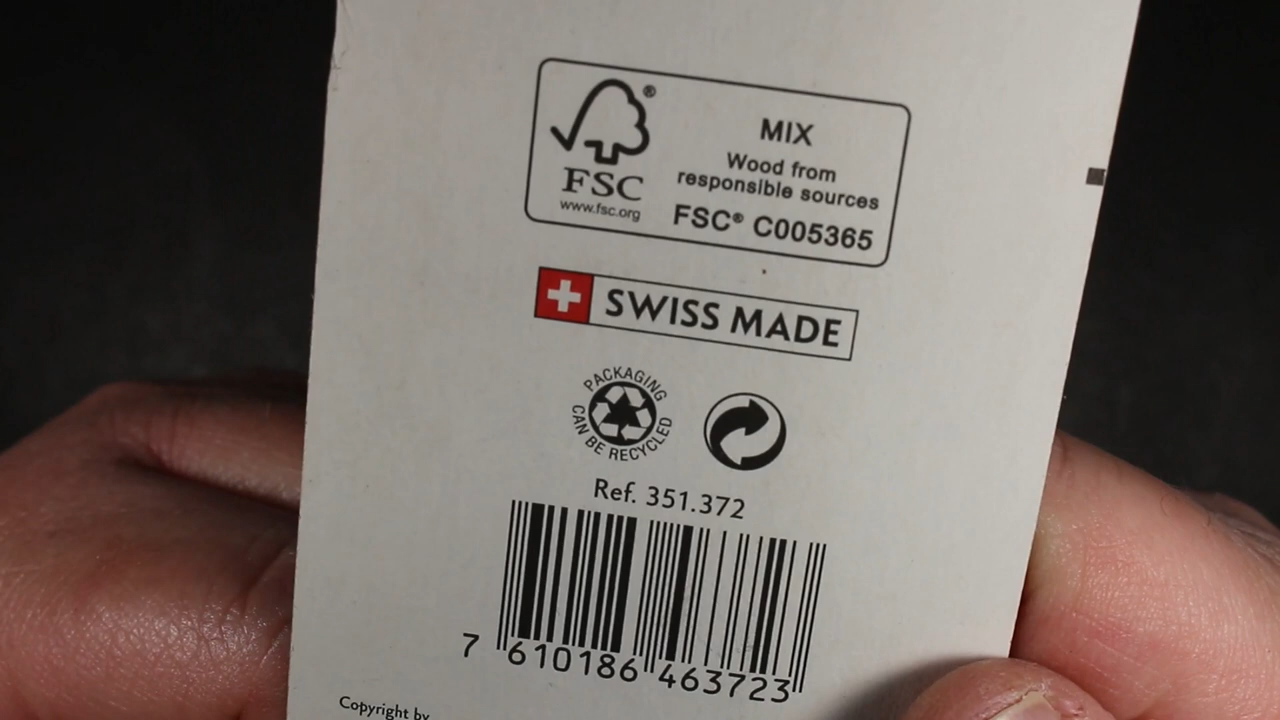 MIX
Wood from
responsible sources
FSC® C005365
®
FSC
www.fsc.org
SWISS MADE
PACKAGING
CAN BE RECYCLED
Ref. 351.372
7 610186 463723
Copyright by